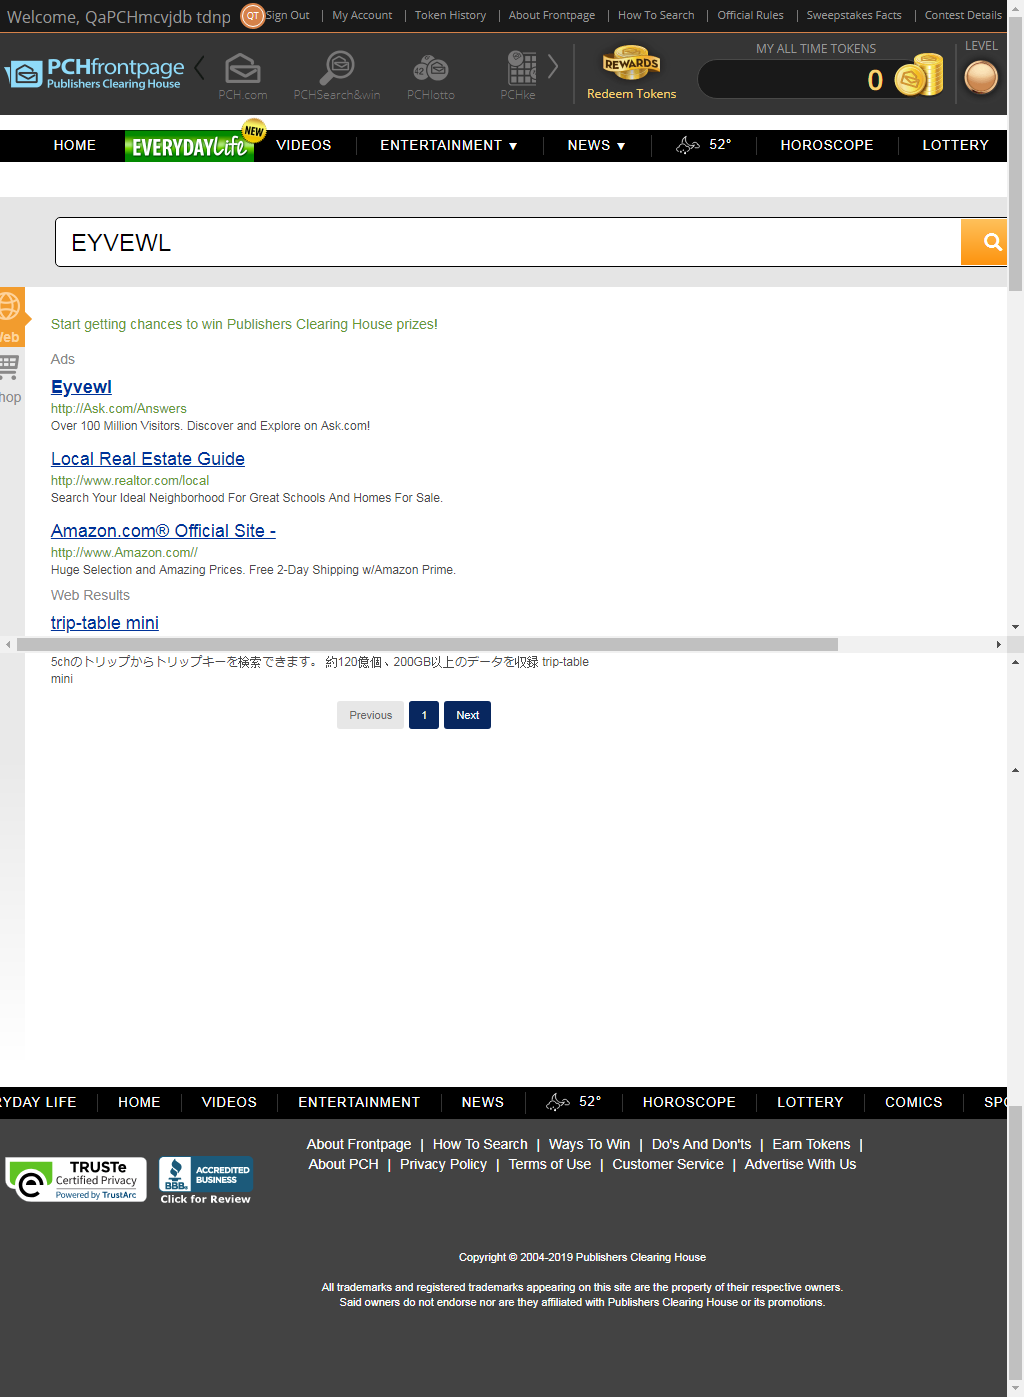 Welcome, QaPCHmcvjdb tdnp
QT
Sign Out | My Account | Token History | About Frontpage | How To Search | Official Rules | Sweepstakes Facts | Contest Details
PCHfrontpage
Publishers Clearing House
PCH.com
PCHSearch&win
42
PCHlotto
PCHke
REWARDS
Redeem Tokens
MY ALL TIME TOKENS
0
LEVEL
HOME
EVERYDAY Life
NEW
VIDEOS
ENTERTAINMENT ▼
NEWS ▼
52°
HOROSCOPE
LOTTERY
EYVEWL
Web
hop
Start getting chances to win Publishers Clearing House prizes!
Ads
Eyvewl
http://Ask.com/Answers
Over 100 Million Visitors. Discover and Explore on Ask.com!
Local Real Estate Guide
http://www.realtor.com/local
Search Your Ideal Neighborhood For Great Schools And Homes For Sale.
Amazon.com® Official Site -
http://www.Amazon.com//
Huge Selection and Amazing Prices. Free 2-Day Shipping w/Amazon Prime.
Web Results
trip-table mini
5chのトリップからトリップキーを検索できます。 約120億個、200GB以上のデータを収録 trip-table
mini
Previous
1
Next
RYDAY LIFE
HOME
VIDEOS
ENTERTAINMENT
NEWS
52°
HOROSCOPE
LOTTERY
COMICS
SPO
About Frontpage | How To Search | Ways To Win | Do's And Don'ts | Earn Tokens |
About PCH | Privacy Policy | Terms of Use | Customer Service | Advertise With Us
TRUSTe
Certified Privacy
Powered by TrustArc
BBB.
ACCREDITED
BUSINESS
Click for Review
Copyright © 2004-2019 Publishers Clearing House
All trademarks and registered trademarks appearing on this site are the property of their respective owners.
Said owners do not endorse nor are they affiliated with Publishers Clearing House or its promotions.